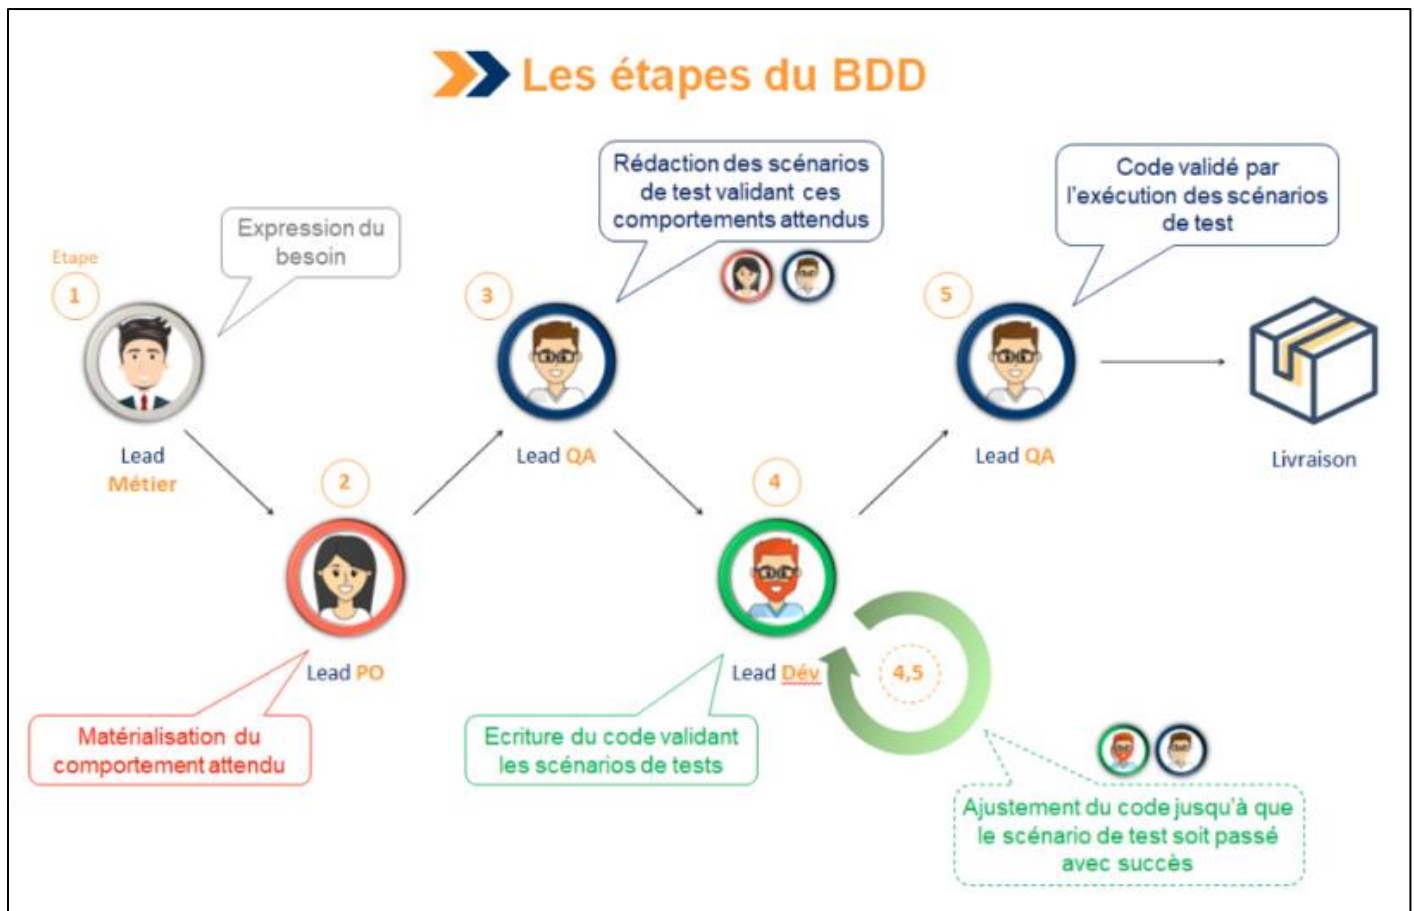 Les étapes du BDD
Etape
1
Expression du
besoin
Lead
Métier
2
Lead PO
Matérialisation du
comportement attendu
3
Rédaction des scénarios
de test validant ces
comportements attendus
Lead QA
4
Lead Dév
Ecriture du code validant
les scénarios de tests
4,5
Ajustement du code jusqu'à que
le scénario de test soit passé
avec succès
5
Code validé par
l'exécution des scénarios
de test
Lead QA
Livraison